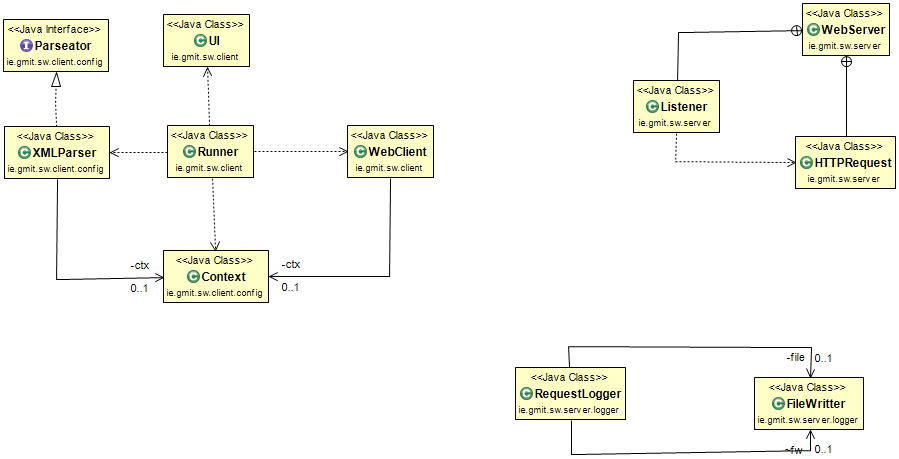 <<Java Interface>>
Parseator
ie.gmit.sw.client.config
<<Java Class>>
UI
ie.gmit.sw.client
<<Java Class>>
WebServer
ie.gmit.sw.server
<<Java Class>>
Listener
ie.gmit.sw.server
<<Java Class>>
XMLParser
ie.gmit.sw.client.config
<<Java Class>>
Runner
ie.gmit.sw.client
<<Java Class>>
WebClient
ie.gmit.sw.client
<<Java Class>>
HTTPRequest
ie.gmit.sw.server
-ctx
0..1
<<Java Class>>
Context
ie.gmit.sw.client.config
-ctx
0..1
~file
0..1
<<Java Class>>
RequestLogger
ie.gmit.sw.server.logger
<<Java Class>>
FileWritter
ie.gmit.sw.server.logger
~fw
0..1